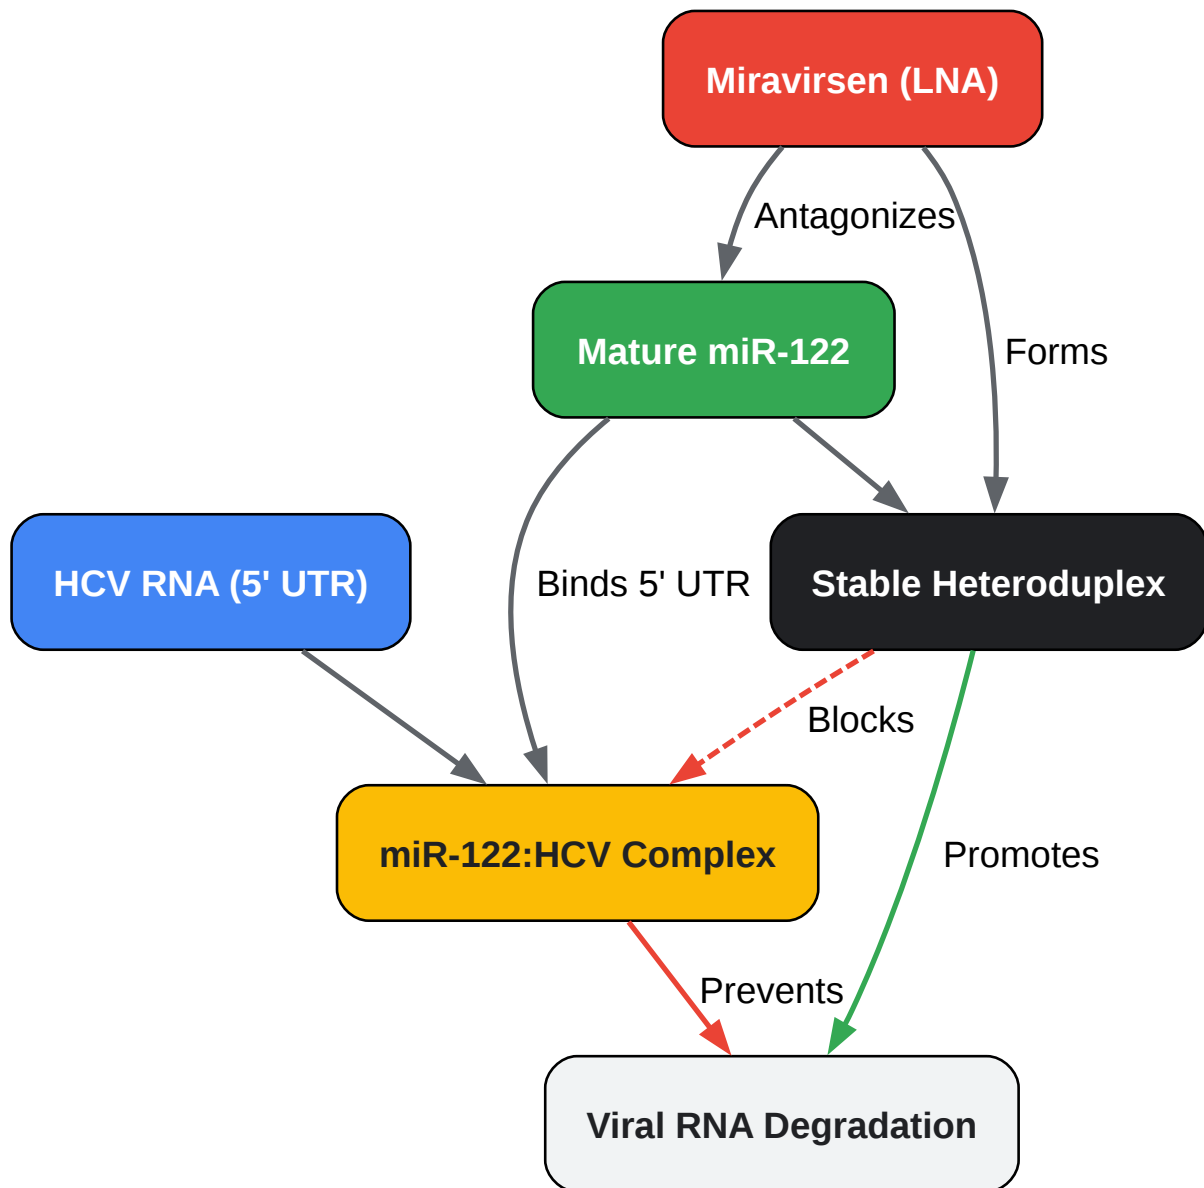 Miravirsen (LNA)
Antagonizes
Mature miR-122
Forms
HCV RNA (5' UTR)
Binds 5' UTR
Stable Heteroduplex
Blocks
miR-122:HCV Complex
Promotes
Prevents
Viral RNA Degradation